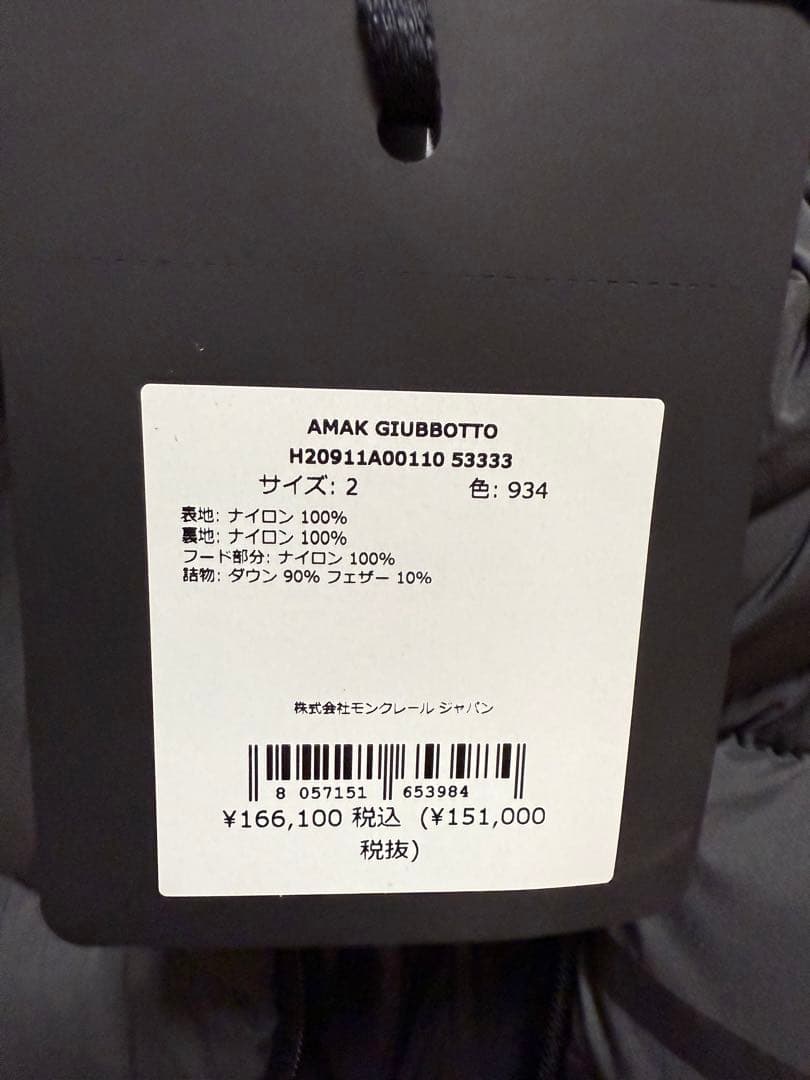 AMAK GIUBBOTTO
H20911A00110 53333
サイズ: 2 色: 934
表地: ナイロン 100%
裏地: ナイロン 100%
フード部分: ナイロン 100%
詰物: ダウン 90% フェザー 10%
株式会社モンクレール ジャパン
8 057151 653984
¥166,100 税込 (¥151,000
税抜)